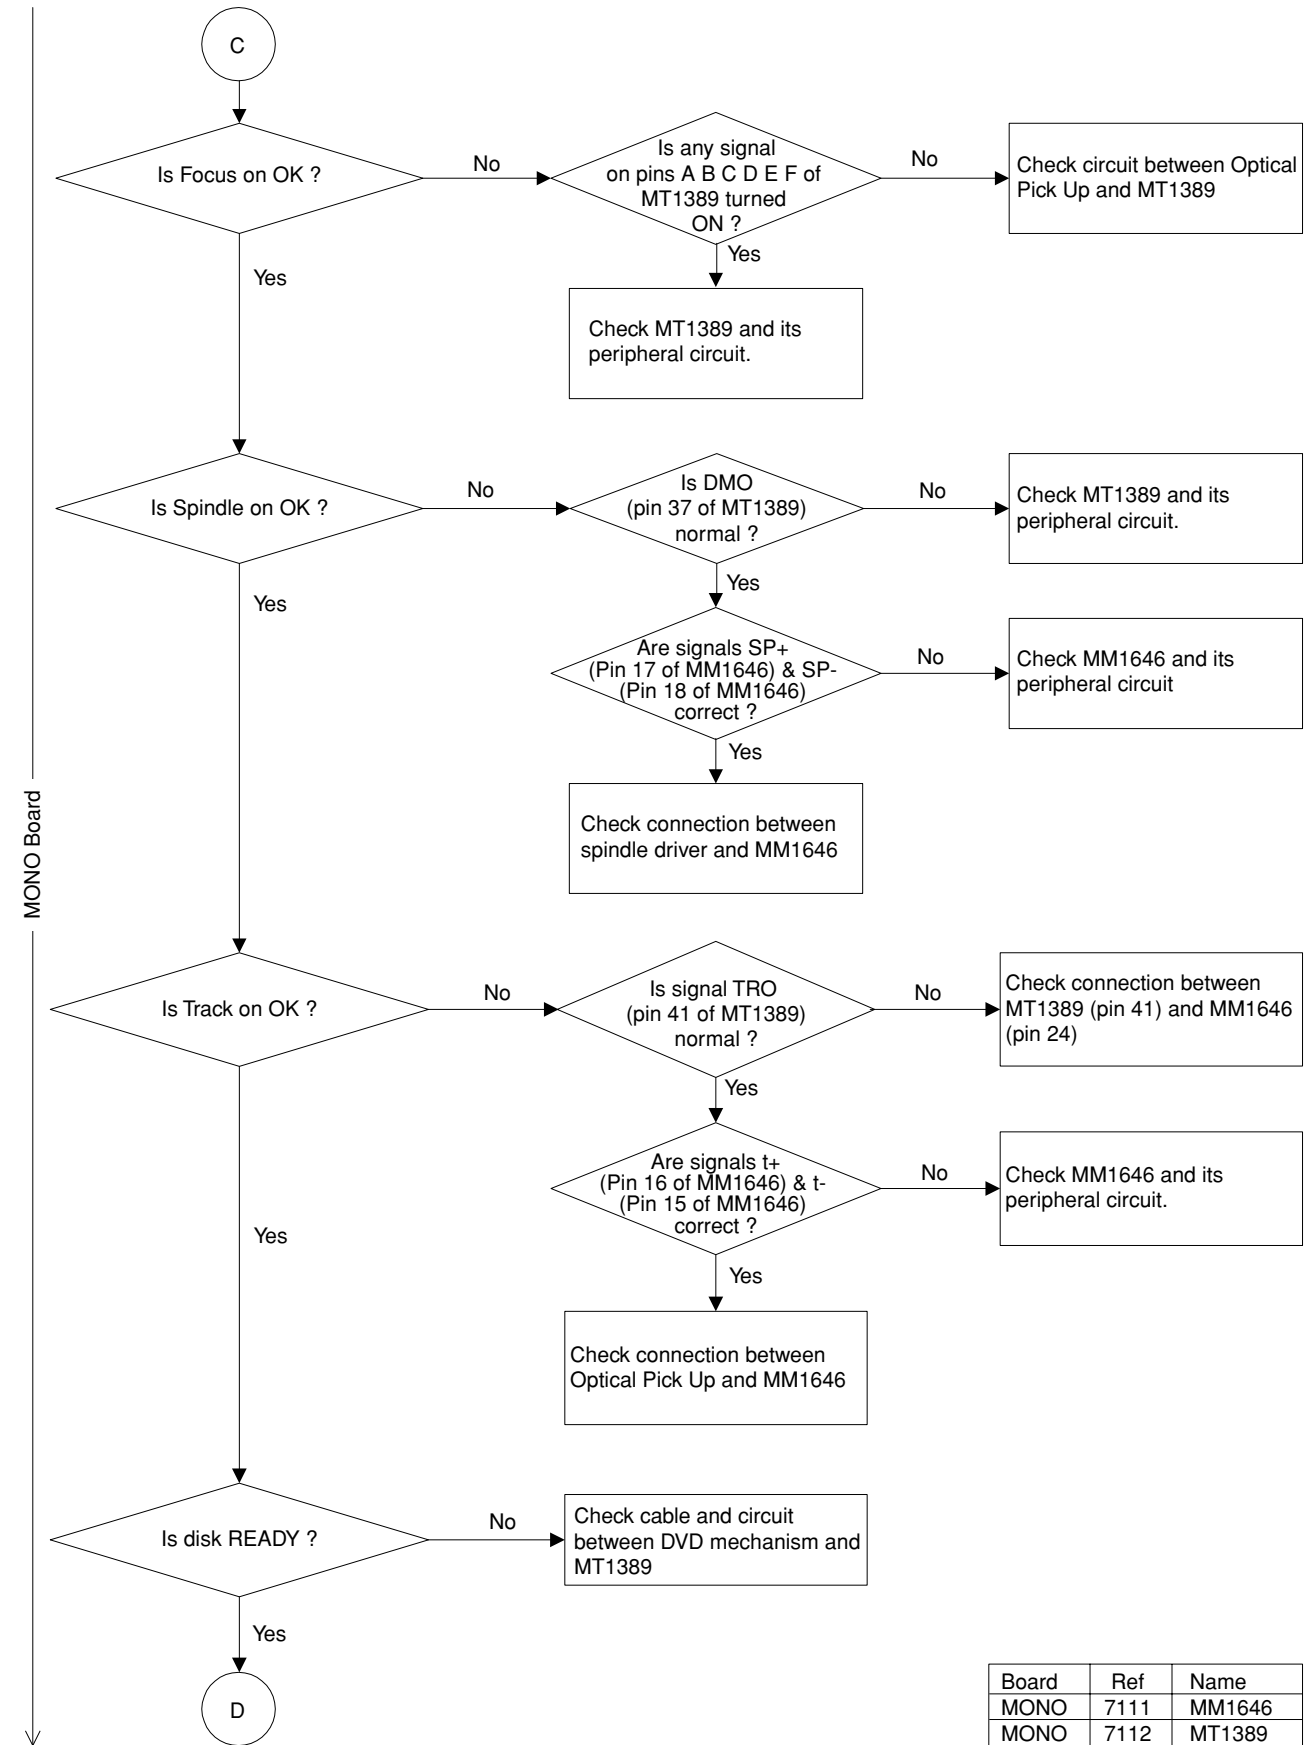 C
Is Focus on OK ?
No
Is any signal
on pins A B C D E F of
MT1389 turned
ON ?
No
Check circuit between Optical
Pick Up and MT1389
Yes
Yes
Check MT1389 and its
peripheral circuit.
Is Spindle on OK ?
No
Is DMO
(pin 37 of MT1389)
normal ?
No
Check MT1389 and its
peripheral circuit.
Yes
Yes
Are signals SP+
(Pin 17 of MM1646) & SP-
(Pin 18 of MM1646)
correct ?
No
Check MM1646 and its
peripheral circuit
Yes
Check connection between
spindle driver and MM1646
MONO Board
Is Track on OK ?
No
Is signal TRO
(pin 41 of MT1389)
normal ?
No
Check connection between
MT1389 (pin 41) and MM1646
(pin 24)
Yes
Are signals t+
(Pin 16 of MM1646) & t-
(Pin 15 of MM1646)
correct ?
No
Check MM1646 and its
peripheral circuit.
Yes
Yes
Check connection between
Optical Pick Up and MM1646
Is disk READY ?
No
Check cable and circuit
between DVD mechanism and
MT1389
Yes
D
Board Ref Name
MONO 7111 MM1646
MONO 7112 MT1389